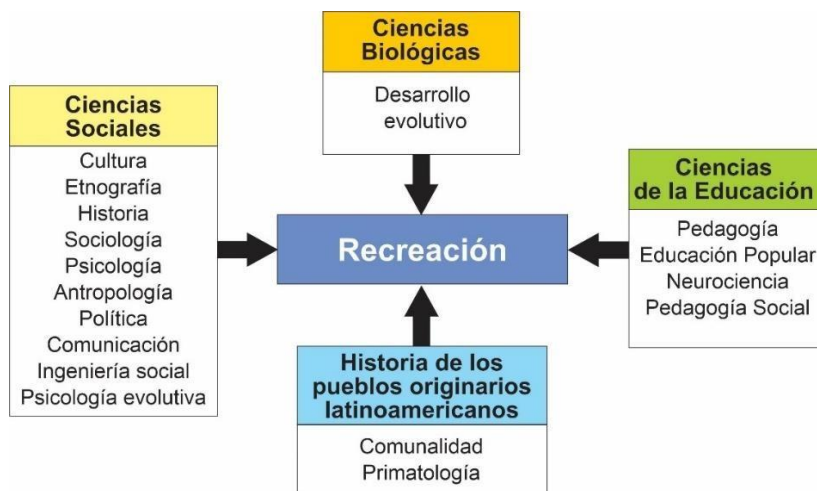 Ciencias
Biológicas
Desarrollo
evolutivo
Ciencias
Sociales
Cultura
Etnografía
Historia
Sociología
Psicología
Antropología
Política
Comunicación
Ingeniería social
Psicología evolutiva
Recreación
Ciencias
de la Educación
Pedagogía
Educación Popular
Neurociencia
Pedagogía Social
Historia de los
pueblos originarios
latinoamericanos
Comunalidad
Primatología